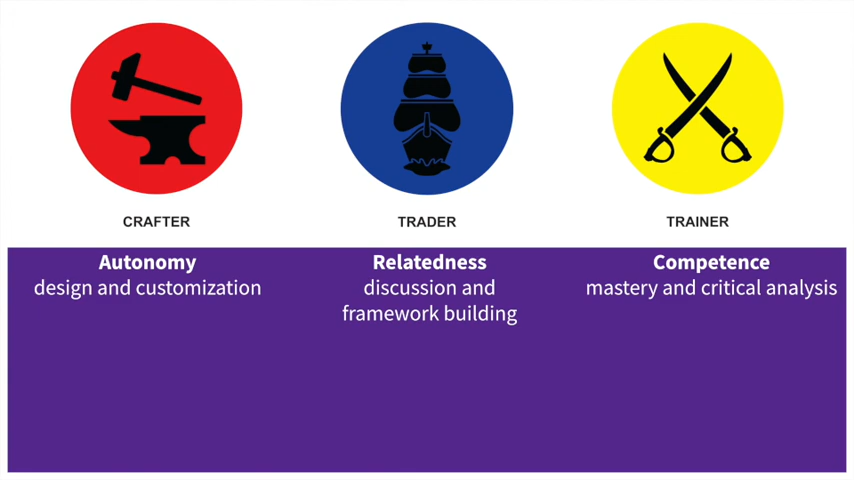 CRAFTER
TRADER
TRAINER
Autonomy
design and customization
Relatedness
discussion and
framework building
Competence
mastery and critical analysis